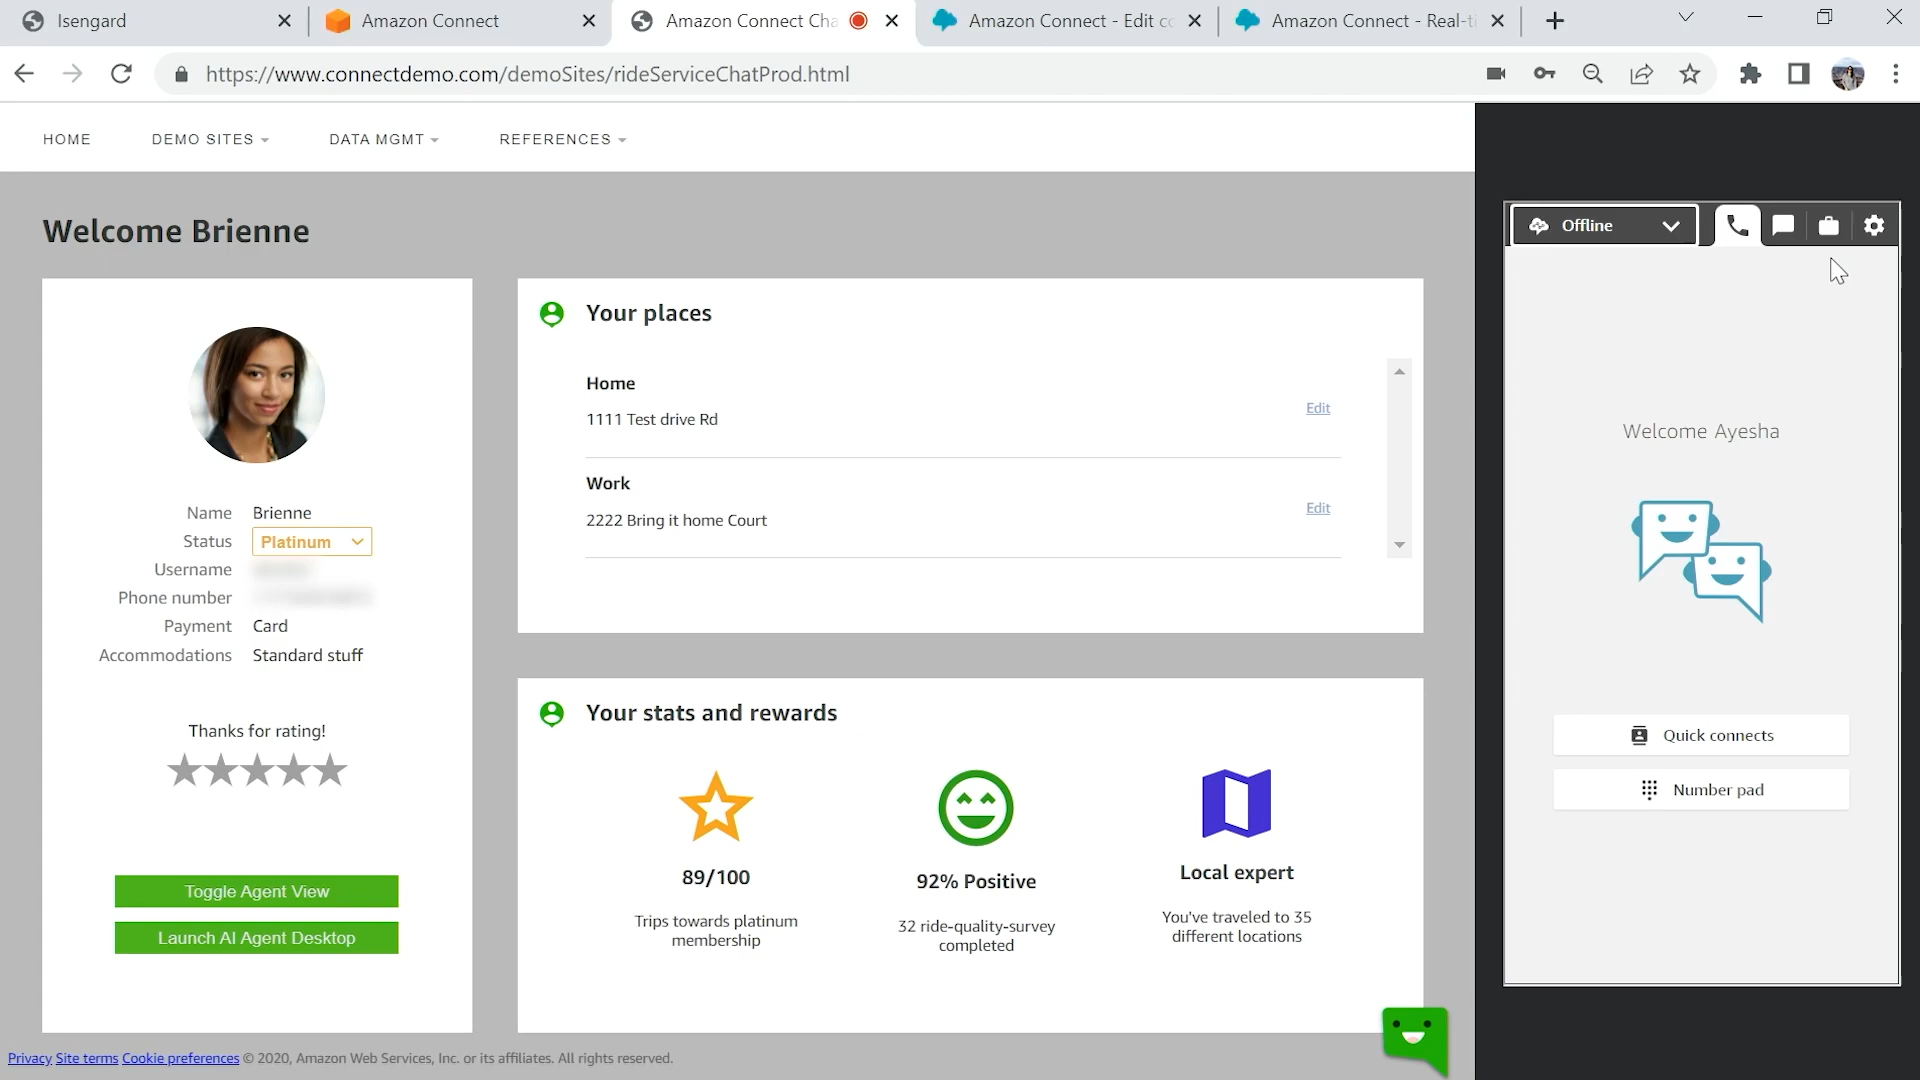 Isengard
Amazon Connect
Amazon Connect Cha
Amazon Connect - Edit co
Amazon Connect - Real-ti
https://www.connectdemo.com/demoSites/rideServiceChatProd.html
HOME
DEMO SITES
DATA MGMT
REFERENCES
Welcome Brienne
Name Brienne
Status Platinum
Username
Phone number
Payment Card
Accommodations Standard stuff
Thanks for rating!
Toggle Agent View
Launch AI Agent Desktop
Your places
Home
1111 Test drive Rd
Edit
Work
2222 Bring it home Court
Edit
Your stats and rewards
89/100
Trips towards platinum
membership
92% Positive
32 ride-quality-survey
completed
Local expert
You've traveled to 35
different locations
Offline
Welcome Ayesha
Quick connects
Number pad
Privacy Site terms Cookie preferences © 2020, Amazon Web Services, Inc. or its affiliates. All rights reserved.